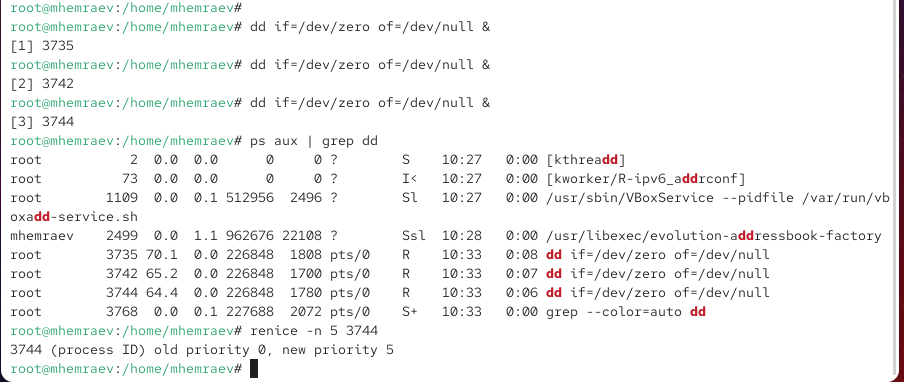 root@mhemraev:/home/mhemraev#
root@mhemraev:/home/mhemraev# dd if=/dev/zero of=/dev/null &
[1] 3735
root@mhemraev:/home/mhemraev# dd if=/dev/zero of=/dev/null &
[2] 3742
root@mhemraev:/home/mhemraev# dd if=/dev/zero of=/dev/null &
[3] 3744
root@mhemraev:/home/mhemraev# ps aux | grep dd
root           2  0.0  0.0      0     0 ?        S    10:27   0:00 [kthreadd]
root          73  0.0  0.0      0     0 ?        I<   10:27   0:00 [kworker/R-ipv6_addrconf]
root        1109  0.0  0.1 512956  2496 ?        Sl   10:27   0:00 /usr/sbin/VBoxService --pidfile /var/run/vb
oxadd-service.sh
mhemraev    2499  0.0  1.1 962676 22108 ?        Ssl  10:28   0:00 /usr/libexec/evolution-addressbook-factory
root        3735 70.1  0.0 226848  1808 pts/0    R    10:33   0:08 dd if=/dev/zero of=/dev/null
root        3742 65.2  0.0 226848  1700 pts/0    R    10:33   0:07 dd if=/dev/zero of=/dev/null
root        3744 64.4  0.0 226848  1780 pts/0    R    10:33   0:06 dd if=/dev/zero of=/dev/null
root        3768  0.0  0.1 227688  2072 pts/0    S+   10:33   0:00 grep --color=auto dd
root@mhemraev:/home/mhemraev# renice -n 5 3744
3744 (process ID) old priority 0, new priority 5
root@mhemraev:/home/mhemraev#